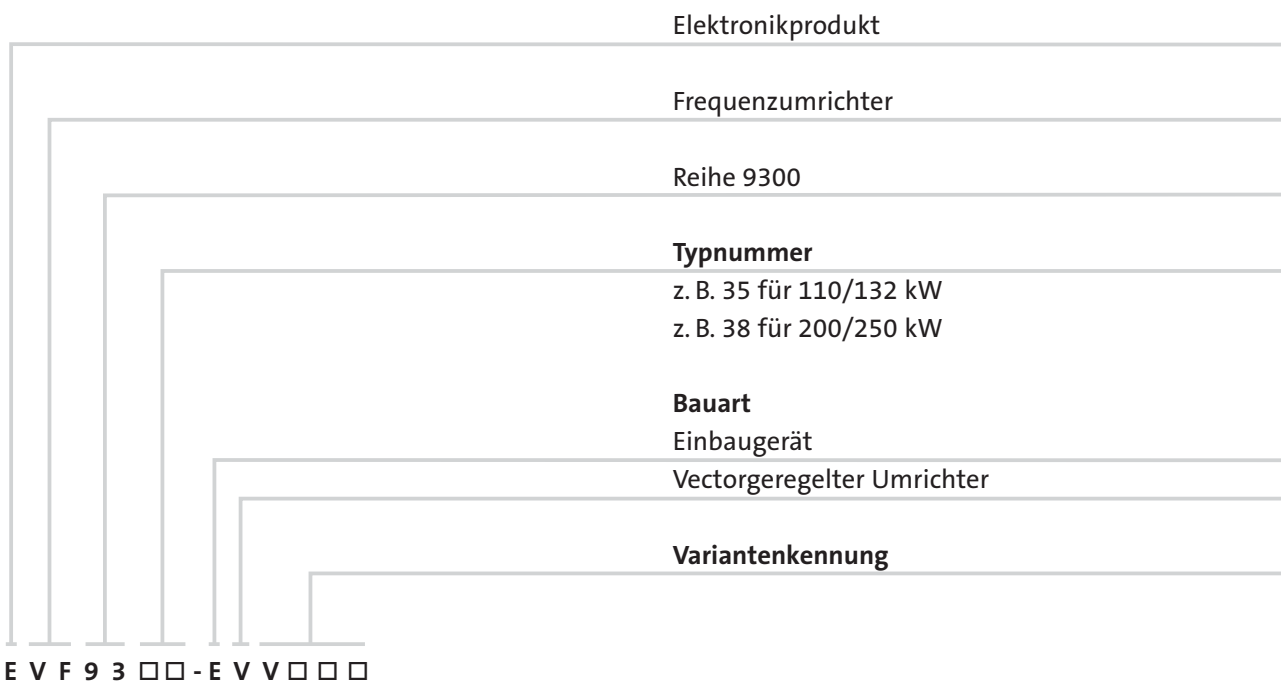 Elektronikprodukt
Frequenzumrichter
Reihe 9300
Typnummer
z. B. 35 für 110/132 kW
z. B. 38 für 200/250 kW
Bauart
Einbaugerät
Vectorgeregelter Umrichter
Variantenkennung
E V F 9 3 □ □ - E V V □ □ □